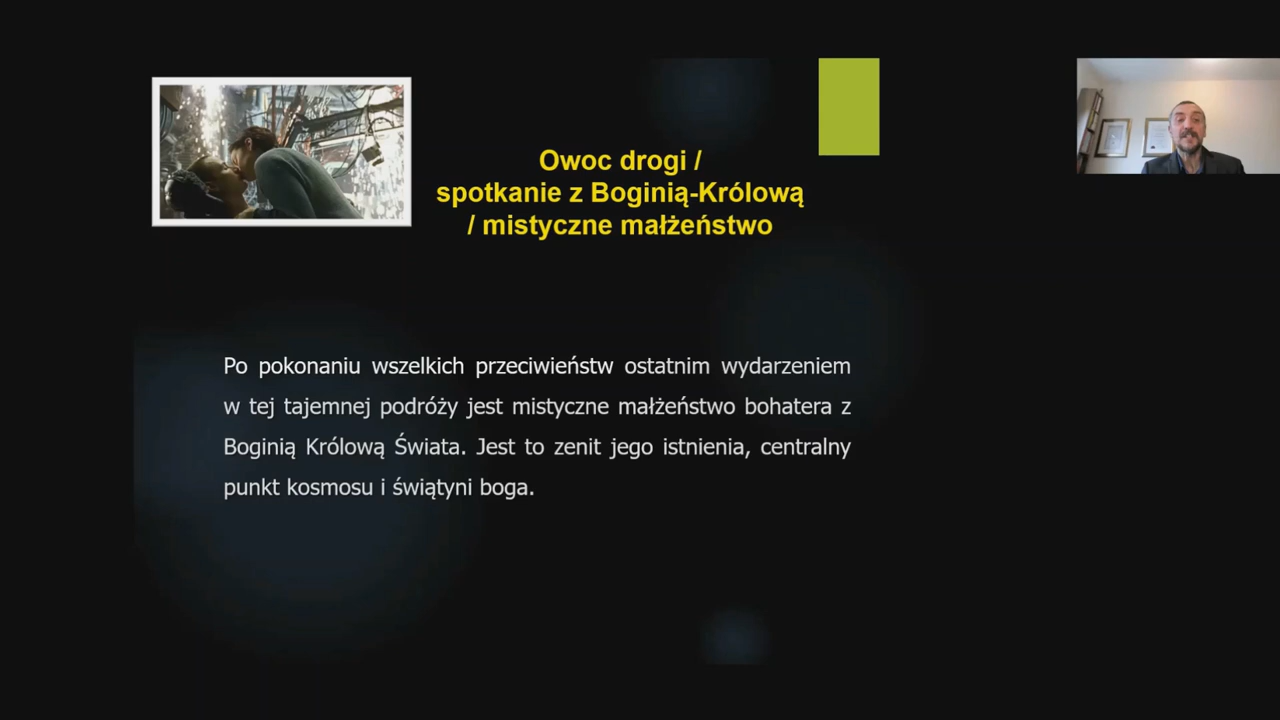 Owoc drogi /
spotkanie z Boginią-Królową
/ mistyczne małżeństwo
Po pokonaniu wszelkich przeciwieństw ostatnim wydarzeniem
w tej tajemnej podróży jest mistyczne małżeństwo bohatera z
Boginią Królową Świata. Jest to zenit jego istnienia, centralny
punkt kosmosu i świątyni boga.